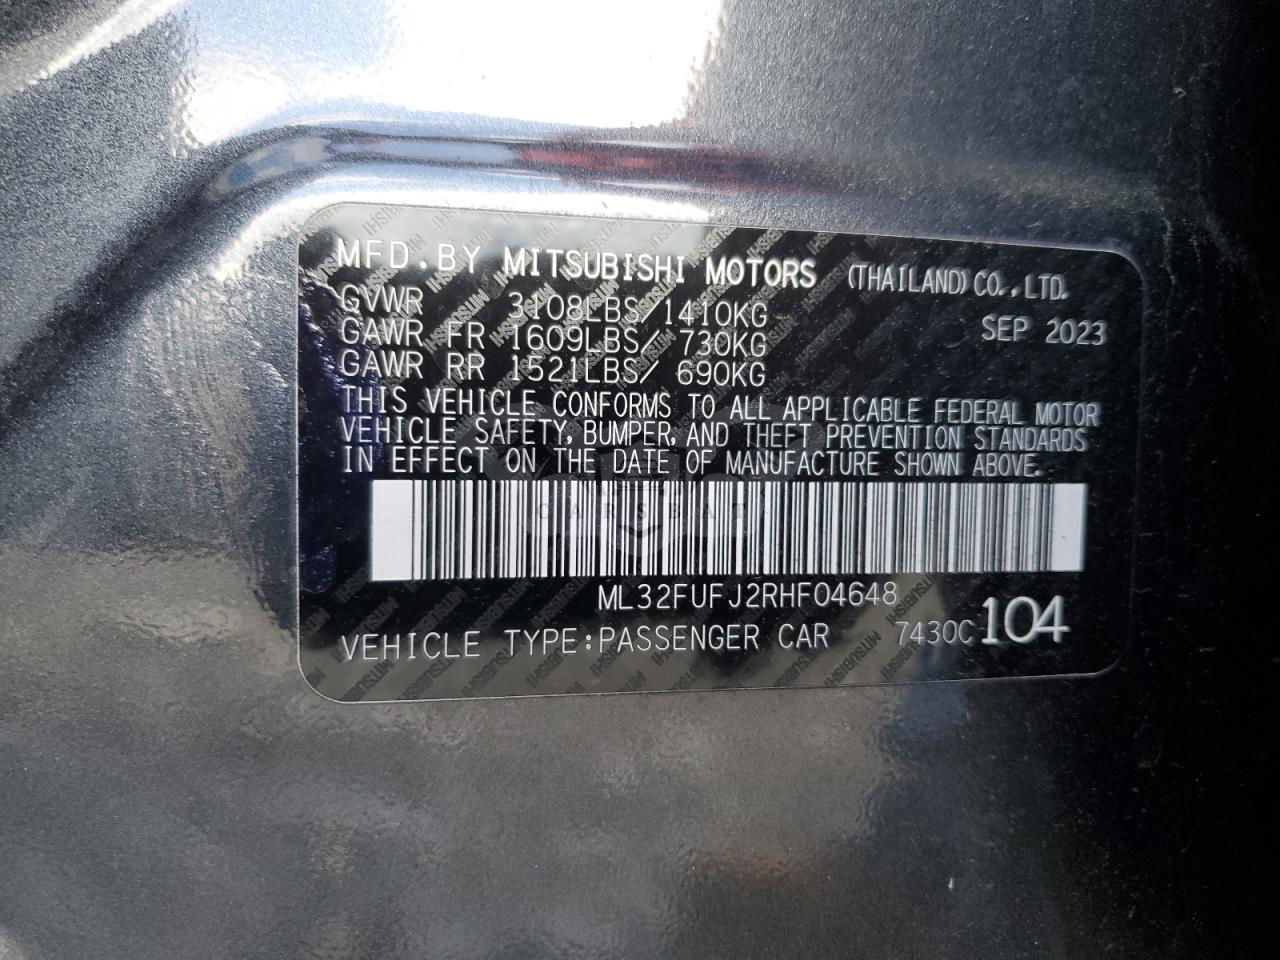 MFD.BY MITSUBISHI MOTORS (THAILAND) CO.,LTD.
GVWR 3108LBS/1410KG
SEP 2023
GAWR FR 1609LBS/ 730KG
GAWR RR 1521LBS/ 690KG
THIS VEHICLE CONFORMS TO ALL APPLICABLE FEDERAL MOTOR
VEHICLE SAFETY, BUMPER, AND THEFT PREVENTION STANDARDS
IN EFFECT ON THE DATE OF MANUFACTURE SHOWN ABOVE.
CARSBAT
ML32FUFJ2RHF04648
VEHICLE TYPE:PASSENGER CAR 7430C 104